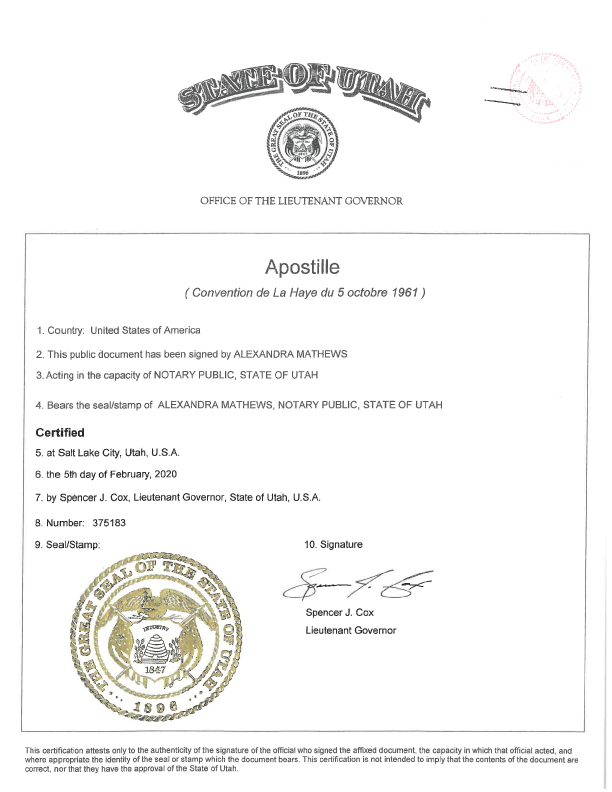 STATE OF UTAH
THE GREAT SEAL OF THE STATE OF UTAH
1896
OFFICE OF THE LIEUTENANT GOVERNOR
Apostille
( Convention de La Haye du 5 octobre 1961 )
1. Country: United States of America
2. This public document has been signed by ALEXANDRA MATHEWS
3. Acting in the capacity of NOTARY PUBLIC, STATE OF UTAH
4. Bears the seal/stamp of ALEXANDRA MATHEWS, NOTARY PUBLIC, STATE OF UTAH
Certified
5. at Salt Lake City, Utah, U.S.A.
6. the 5th day of February, 2020
7. by Spencer J. Cox, Lieutenant Governor, State of Utah, U.S.A.
8. Number: 375183
9. Seal/Stamp:
10. Signature
THE GREAT SEAL OF THE STATE OF UTAH
INDUSTRY
1847
1896
Spencer J. Cox
Spencer J. Cox
Lieutenant Governor
This certification attests only to the authenticity of the signature of the official who signed the affixed document, the capacity in which that official acted, and
where appropriate the identity of the seal or stamp which the document bears. This certification is not intended to imply that the contents of the document are
correct, nor that they have the approval of the State of Utah.